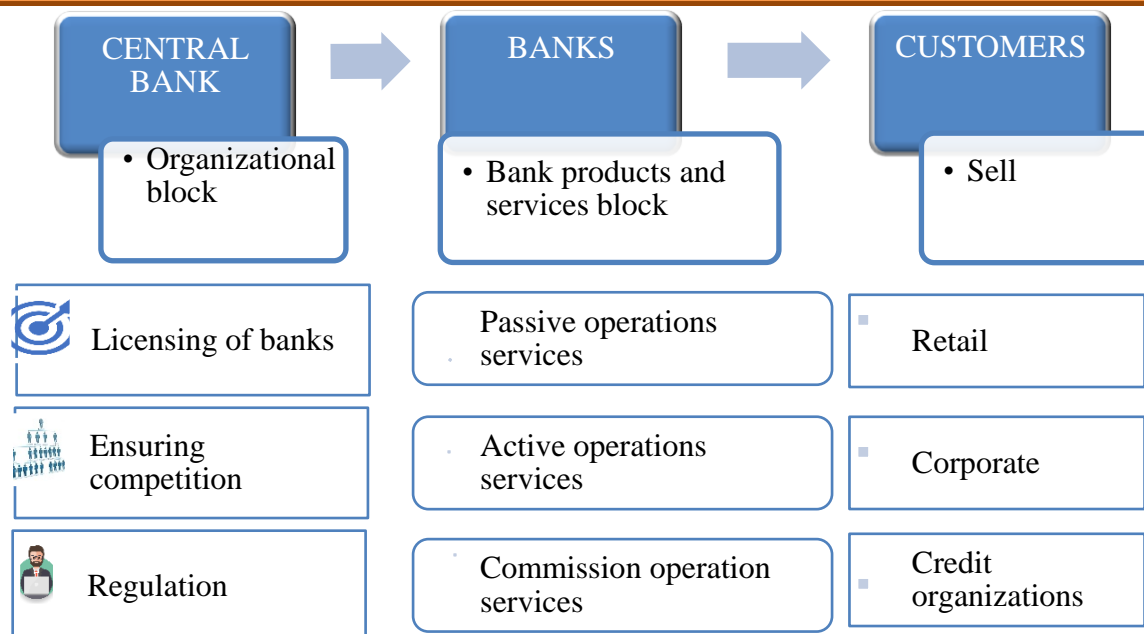 CENTRAL
BANK
• Organizational
block
BANKS
• Bank products and
services block
CUSTOMERS
• Sell
Licensing of banks
Passive operations
services
Retail
Ensuring
competition
Active operations
services
Corporate
Regulation
Commission operation
services
Credit
organizations